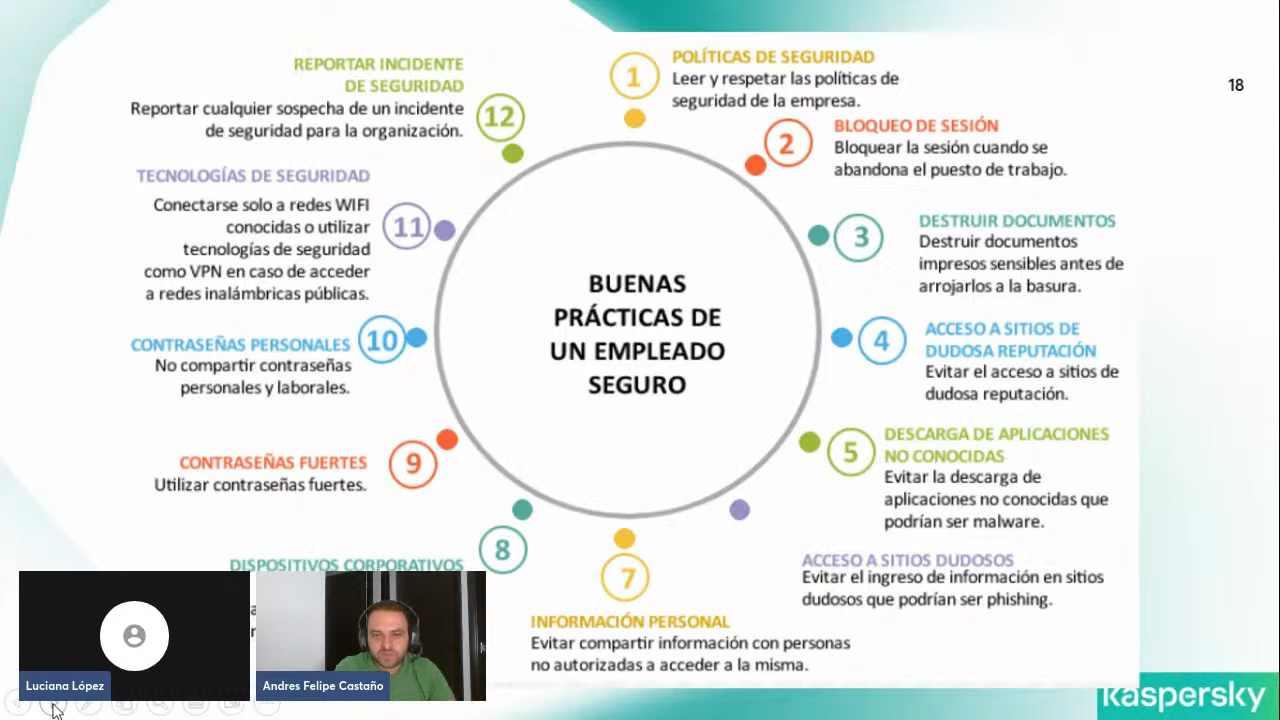 18
1
POLÍTICAS DE SEGURIDAD
Leer y respetar las políticas de
seguridad de la empresa.
2
BLOQUEO DE SESIÓN
Bloquear la sesión cuando se
abandona el puesto de trabajo.
3
DESTRUIR DOCUMENTOS
Destruir documentos
impresos sensibles antes de
arrojarlos a la basura.
4
ACCESO A SITIOS DE
DUDOSA REPUTACIÓN
Evitar el acceso a sitios de
dudosa reputación.
5
DESCARGA DE APLICACIONES
NO CONOCIDAS
Evitar la descarga de
aplicaciones no conocidas que
podrían ser malware.
ACCESO A SITIOS DUDOSOS
Evitar el ingreso de información en sitios
dudosos que podrían ser phishing.
7
INFORMACIÓN PERSONAL
Evitar compartir información con personas
no autorizadas a acceder a la misma.
8
DISPOSITIVOS CORPORATIVOS
9
CONTRASEÑAS FUERTES
Utilizar contraseñas fuertes.
10
CONTRASEÑAS PERSONALES
No compartir contraseñas
personales y laborales.
11
TECNOLOGÍAS DE SEGURIDAD
Conectarse solo a redes WIFI
conocidas o utilizar
tecnologías de seguridad
como VPN en caso de acceder
a redes inalámbricas públicas.
12
REPORTAR INCIDENTE
DE SEGURIDAD
Reportar cualquier sospecha de un incidente
de seguridad para la organización.
BUENAS
PRÁCTICAS DE
UN EMPLEADO
SEGURO
Luciana López
Andres Felipe Castaño
kaspersky